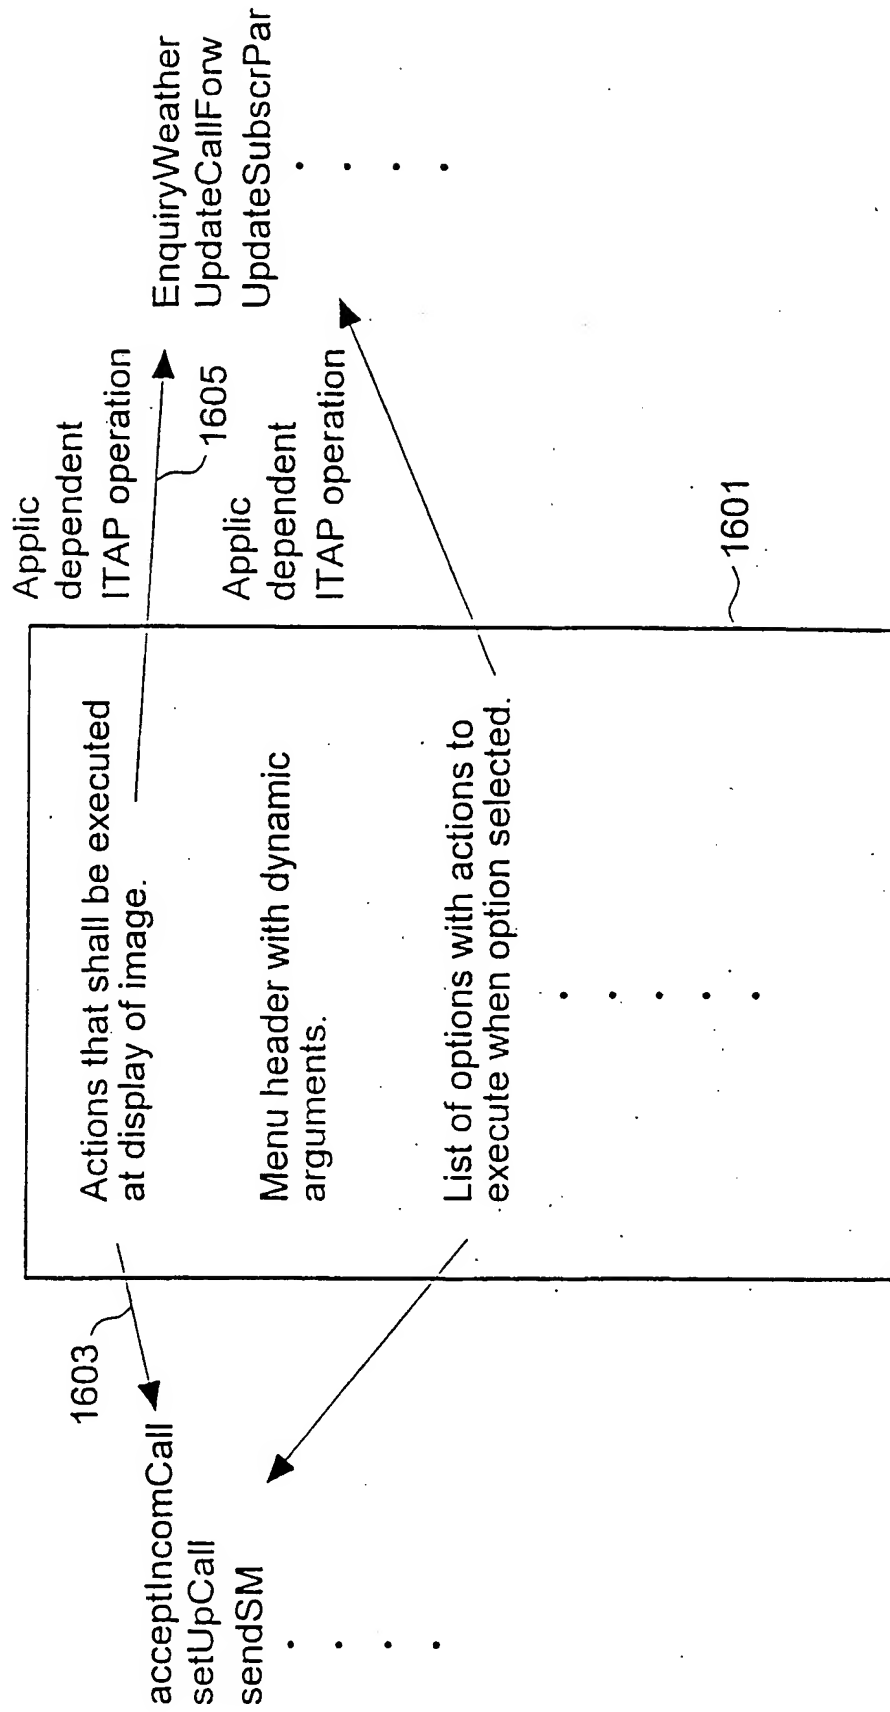 Applic
dependent
ITAP operation
EnquiryWeather
UpdateCallForw
UpdateSubscrPar
1605
Applic
dependent
ITAP operation
1601
Actions that shall be executed
at display of image.
Menu header with dynamic
arguments.
List of options with actions to
execute when option selected.
1603
acceptIncomCall
setUpCall
sendSM